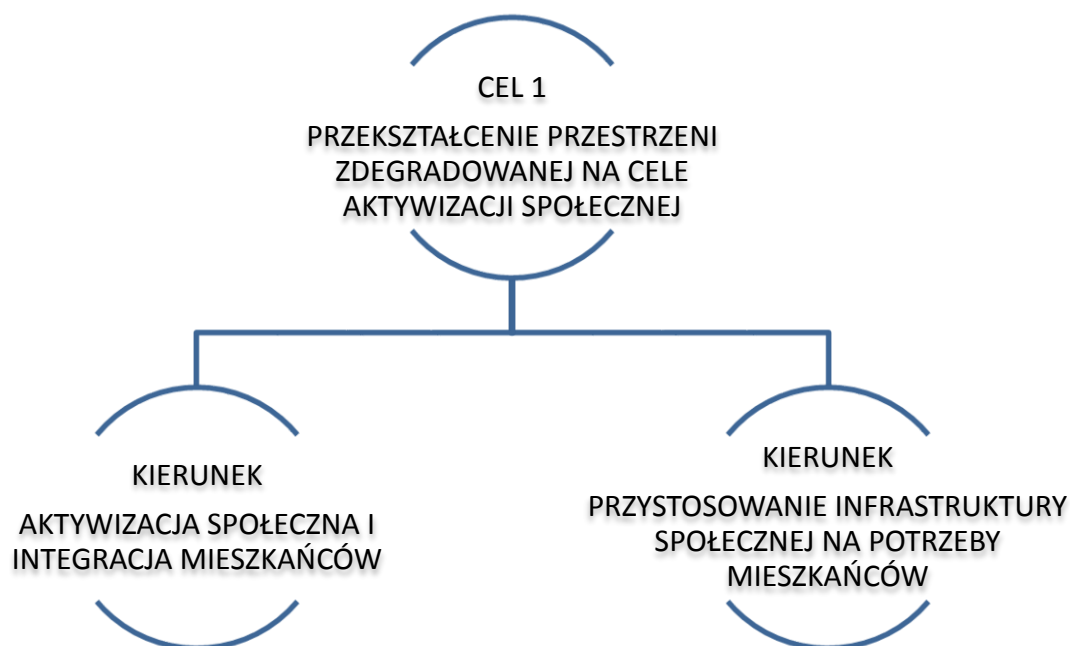 CEL 1
PRZEKSZTAŁCENIE PRZESTRZENI
ZDEGRADOWANEJ NA CELE
AKTYWIZACJI SPOŁECZNEJ
KIERUNEK
AKTYWIZACJA SPOŁECZNA I
INTEGRACJA MIESZKAŃCÓW
KIERUNEK
PRZYSTOSOWANIE INFRASTRUKTURY
SPOŁECZNEJ NA POTRZEBY
MIESZKAŃCÓW